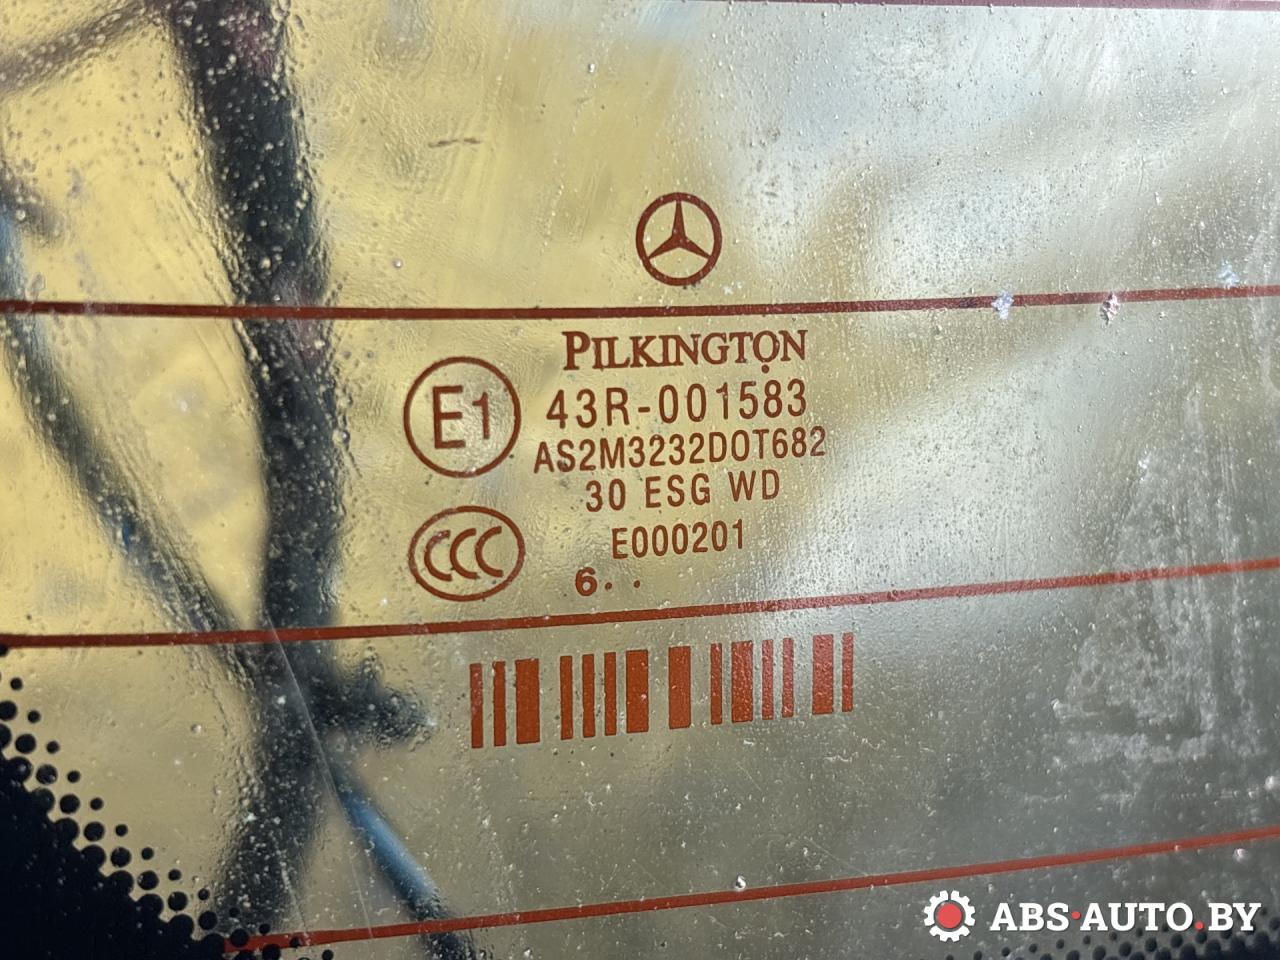 PILKINGTON
E1
43R-001583
AS2M3232DOT682
30 ESG WD
E000201
CCC
6. .
ABS·AUTO.BY